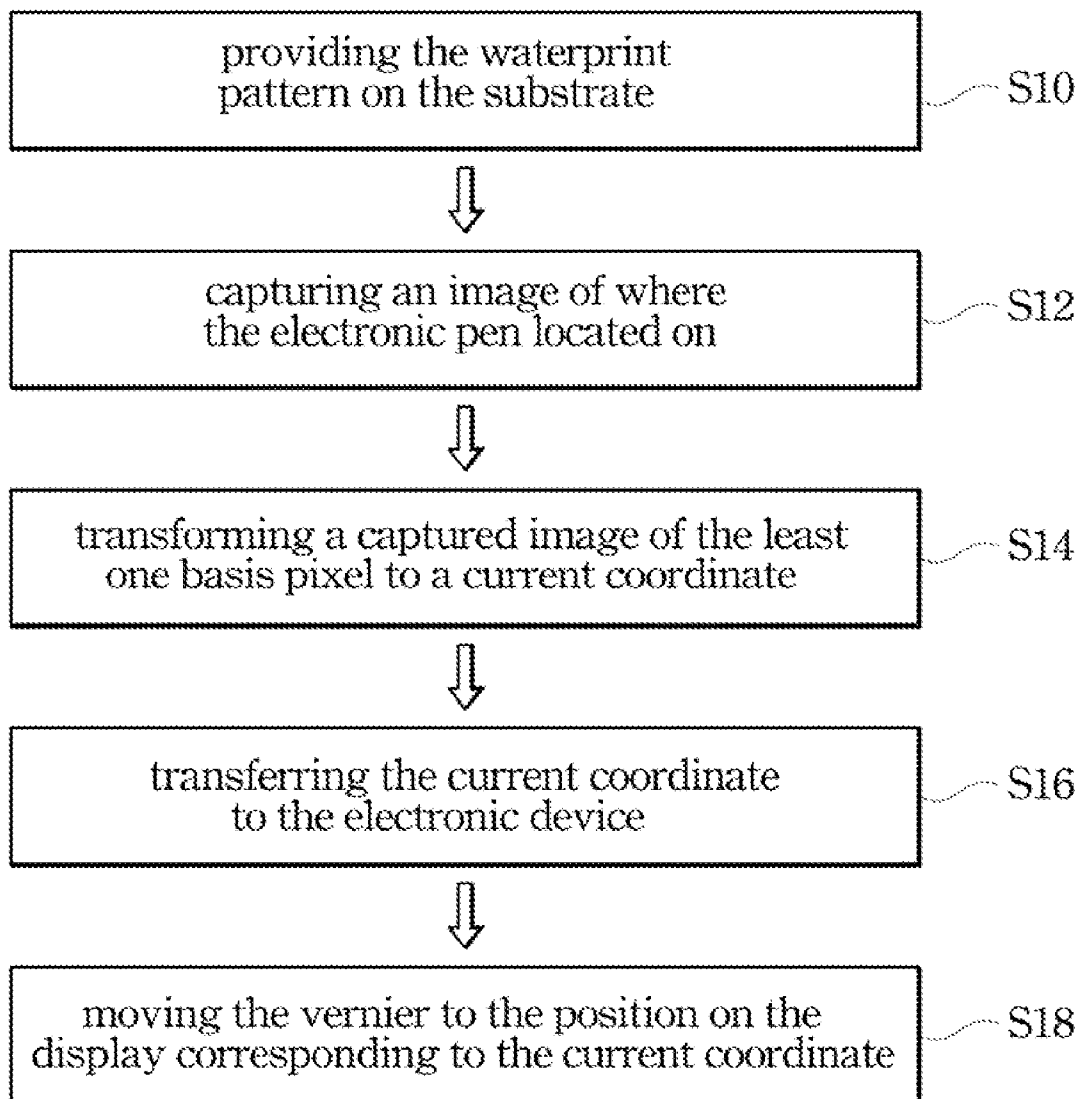 providing the waterprint
pattern on the substrate
S10
capturing an image of where
the electronic pen located on
S12
transforming a captured image of the least
one basis pixel to a current coordinate
S14
transferring the current coordinate
to the electronic device
S16
moving the vernier to the position on the
display corresponding to the current coordinate
S18